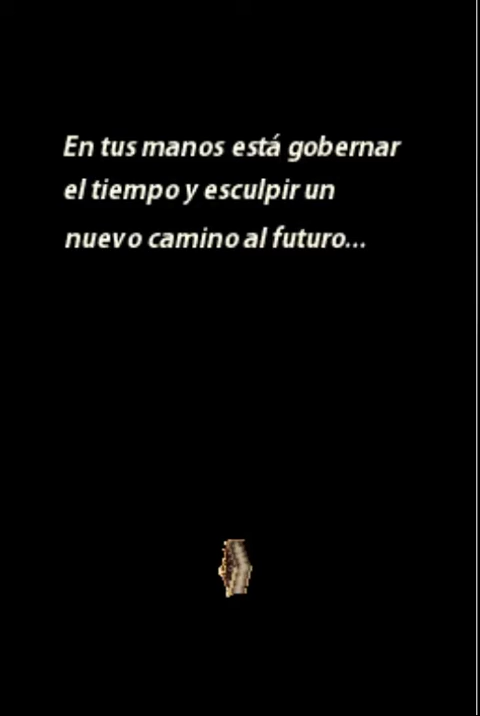 En tus manos está gobernar
el tiempo y esculpir un
nuevo camino al futuro...